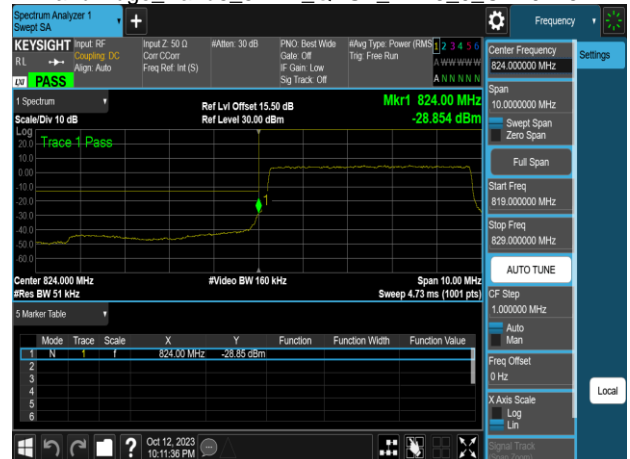 Spectrum Analyzer 1
Swept SA
Frequency
Settings
KEYSIGHT
Input: RF
Input Z: 50 Ω
#Atten: 30 dB
PNO: Best Wide
#Avg Type: Power (RMS)
1 2 3 4 5 6
RL
Coupling: DC
Corr CCorr
Gate: Off
Trig: Free Run
A W W W W W
Align: Auto
Freq Ref: Int (S)
IF Gain: Low
A N N N N N
LXI
PASS
Sig Track: Off
1 Spectrum
Ref Lvl Offset 15.50 dB
Mkr1 824.00 MHz
Scale/Div 10 dB
Ref Level 30.00 dBm
-28.854 dBm
Log
Trace 1 Pass
20.0
10.0
0.00
-10.0
-20.0
-30.0
-40.0
-50.0
-60.0
1
Center 824.000 MHz
#Video BW 160 kHz
Span 10.00 MHz
#Res BW 51 kHz
Sweep 4.73 ms (1001 pts)
5 Marker Table
Mode Trace Scale X Y Function Function Width Function Value
1 N 1 f 824.00 MHz -28.85 dBm
2
3
4
5
6
Center Frequency
824.000000 MHz
Span
10.0000000 MHz
Swept Span
Zero Span
Full Span
Start Freq
819.000000 MHz
Stop Freq
829.000000 MHz
AUTO TUNE
CF Step
1.000000 MHz
Auto
Man
Freq Offset
0 Hz
X Axis Scale
Log
Lin
Signal Track
Local
?
Oct 12, 2023
10:11:36 PM